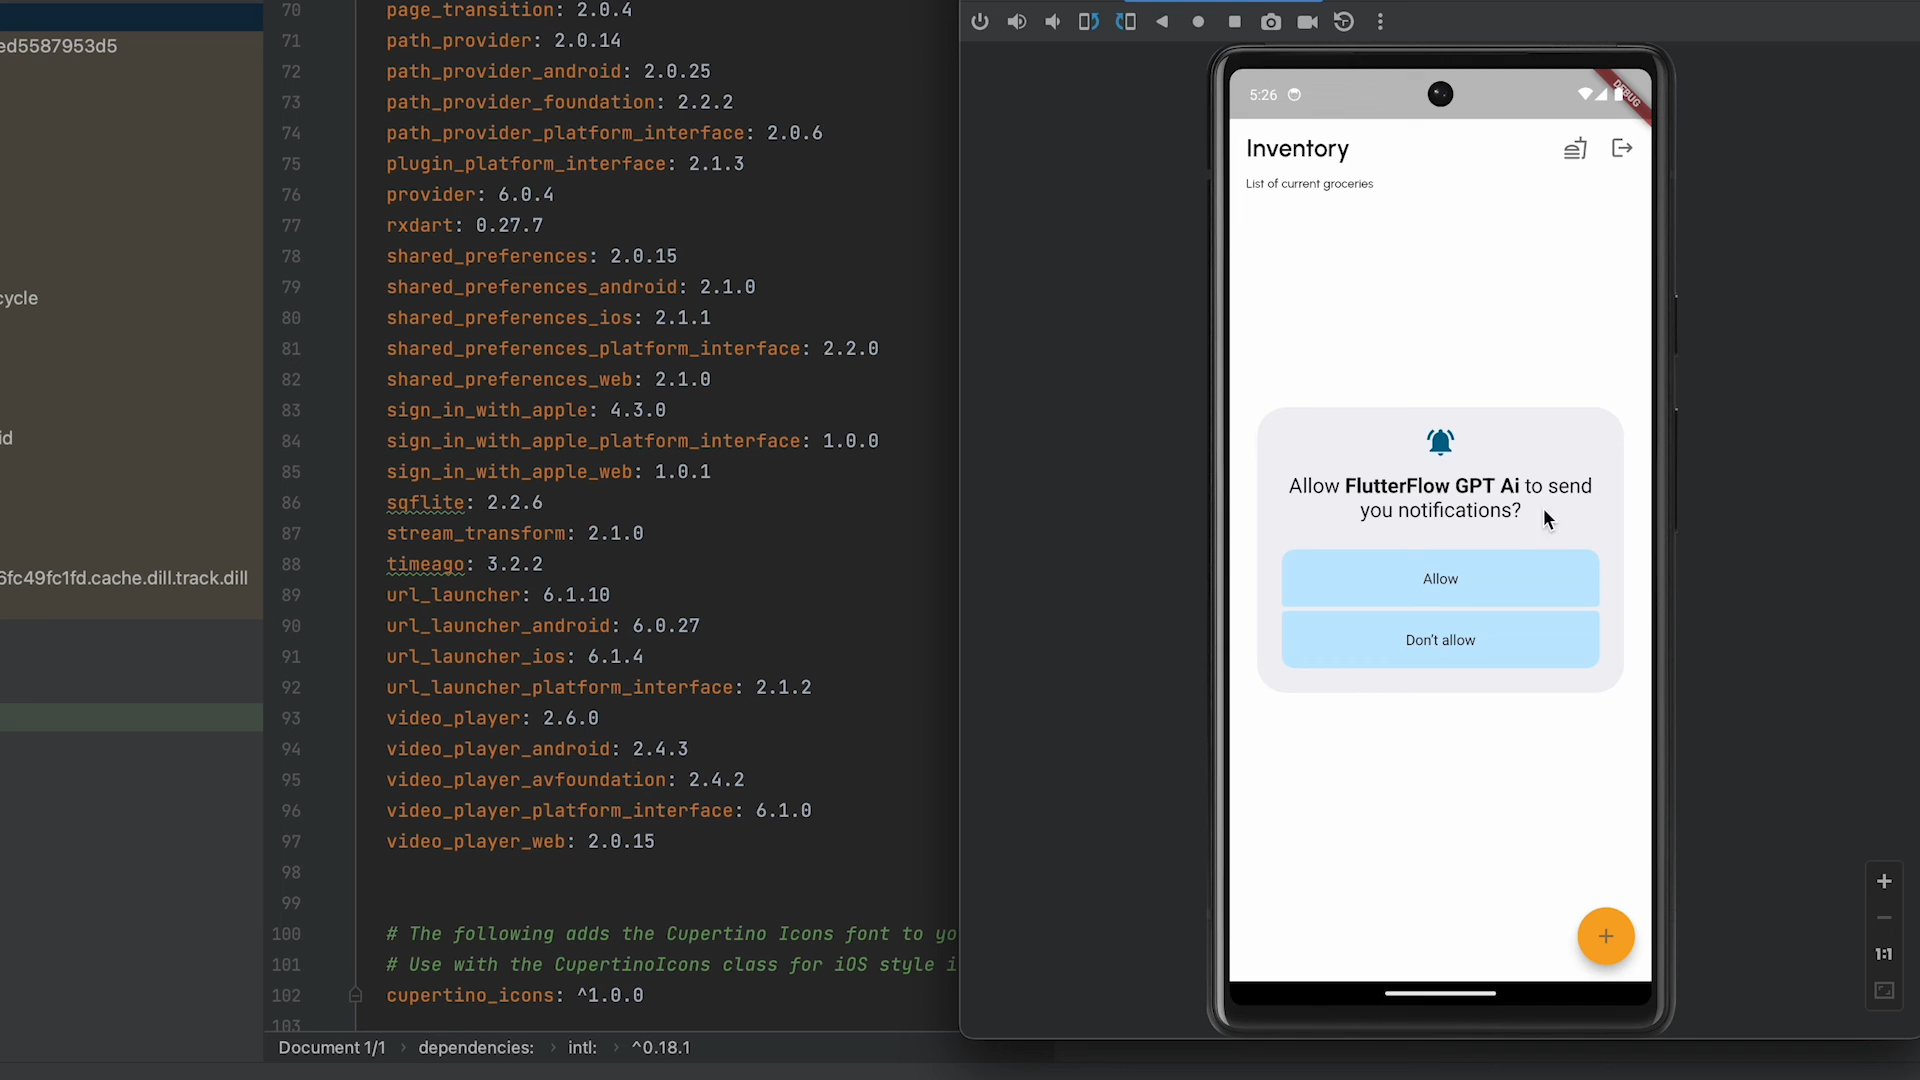 ed5587953d5
cycle
id
6fc49fc1fd.cache.dill.track.dill
70 page_transition: 2.0.4
71 path_provider: 2.0.14
72 path_provider_android: 2.0.25
73 path_provider_foundation: 2.2.2
74 path_provider_platform_interface: 2.0.6
75 plugin_platform_interface: 2.1.3
76 provider: 6.0.4
77 rxdart: 0.27.7
78 shared_preferences: 2.0.15
79 shared_preferences_android: 2.1.0
80 shared_preferences_ios: 2.1.1
81 shared_preferences_platform_interface: 2.2.0
82 shared_preferences_web: 2.1.0
83 sign_in_with_apple: 4.3.0
84 sign_in_with_apple_platform_interface: 1.0.0
85 sign_in_with_apple_web: 1.0.1
86 sqflite: 2.2.6
87 stream_transform: 2.1.0
88 timeago: 3.2.2
89 url_launcher: 6.1.10
90 url_launcher_android: 6.0.27
91 url_launcher_ios: 6.1.4
92 url_launcher_platform_interface: 2.1.2
93 video_player: 2.6.0
94 video_player_android: 2.4.3
95 video_player_avfoundation: 2.4.2
96 video_player_platform_interface: 6.1.0
97 video_player_web: 2.0.15
98
99
100 # The following adds the Cupertino Icons font to yo
101 # Use with the CupertinoIcons class for iOS style i
102 cupertino_icons: ^1.0.0
103
Document 1/1 › dependencies: › intl: › ^0.18.1
5:26
DEBUG
Inventory
List of current groceries
Allow FlutterFlow GPT Ai to send
you notifications?
Allow
Don't allow
1:1